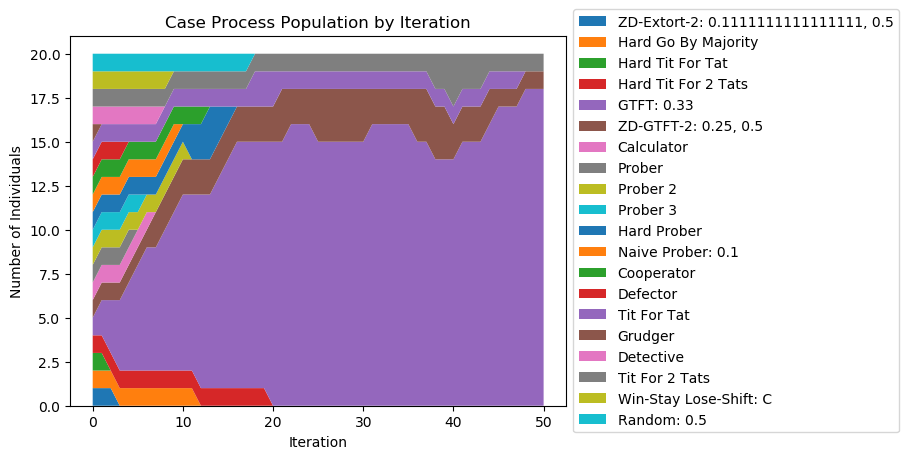 Case Process Population by Iteration
Number of Individuals
20.0
17.5
15.0
12.5
10.0
7.5
5.0
2.5
0.0
0
10
20
30
40
50
Iteration
ZD-Extort-2: 0.1111111111111111, 0.5
Hard Go By Majority
Hard Tit For Tat
Hard Tit For 2 Tats
GTFT: 0.33
ZD-GTFT-2: 0.25, 0.5
Calculator
Prober
Prober 2
Prober 3
Hard Prober
Naive Prober: 0.1
Cooperator
Defector
Tit For Tat
Grudger
Detective
Tit For 2 Tats
Win-Stay Lose-Shift: C
Random: 0.5